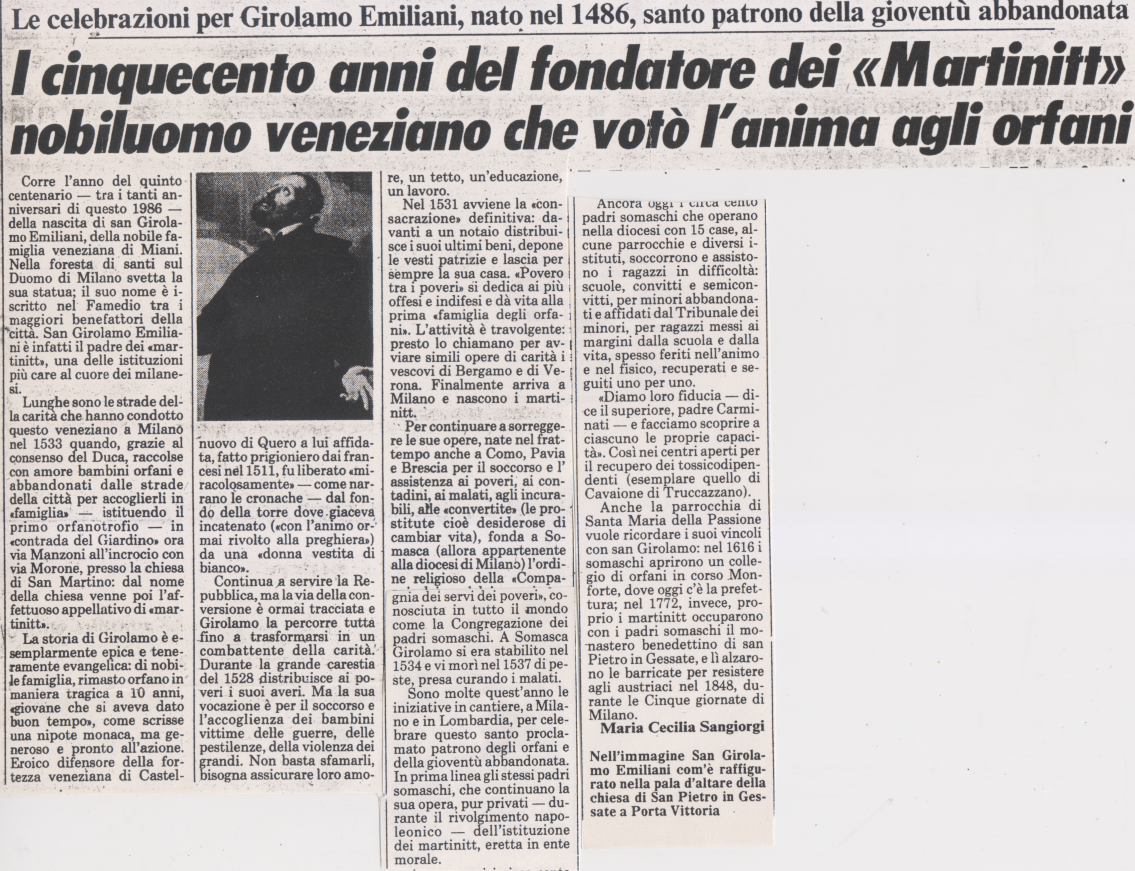 Le celebrazioni per Girolamo Emiliani, nato nel 1486, santo patrono della gioventù abbandonata
I cinquecento anni del fondatore dei «Martinitt»
nobiluomo veneziano che votò l'anima agli orfani
Corre l'anno del quinto
centenario — tra i tanti an-
niversari di questo 1986 —
della nascita di san Girola-
mo Emiliani, della nobile fa-
miglia veneziana di Miani.
Nella foresta di santi sul
Duomo di Milano svetta la
sua statua; il suo nome è i-
scritto nel Famedio tra i
maggiori benefattori della
città. San Girolamo Emilia-
ni è infatti il padre dei «mar-
tinitt», una delle istituzioni
più care al cuore dei milane-
si.
Lunghe sono le strade del-
la carità che hanno condotto
questo veneziano a Milano
nel 1533 quando, grazie al
consenso del Duca, raccolse
con amore bambini orfani e
abbandonati dalle strade
della città per accoglierli in
«famiglia» — istituendo il
primo orfanotrofio — in
«contrada del Giardino» ora
via Manzoni all'incrocio con
via Morone, presso la chiesa
di San Martino: dal nome
della chiesa venne poi l'af-
fettuoso appellativo di «mar-
tinitt».
La storia di Girolamo è e-
semplarmente epica e tene-
ramente evangelica: di nobi-
le famiglia, rimasto orfano in
maniera tragica a 10 anni,
«giovane che si aveva dato
buon tempo», come scrisse
una nipote monaca, ma ge-
neroso e pronto all'azione.
Eroico difensore della for-
tezza veneziana di Castel-
nuovo di Quero a lui affida-
ta, fatto prigioniero dai fran-
cesi nel 1511, fu liberato «mi-
racolosamente» — come nar-
rano le cronache — dal fon-
do della torre dove giaceva
incatenato («con l'animo or-
mai rivolto alla preghiera»)
da una «donna vestita di
bianco».
Continua a servire la Re-
pubblica, ma la via della con-
versione è ormai tracciata e
Girolamo la percorre tutta
fino a trasformarsi in un
combattente della carità.
Durante la grande carestia
del 1528 distribuisce ai po-
veri i suoi averi. Ma la sua
vocazione è per il soccorso e
l'accoglienza dei bambini
vittime delle guerre, delle
pestilenze, della violenza dei
grandi. Non basta sfamarli,
bisogna assicurare loro amo-
re, un tetto, un'educazione,
un lavoro.
Nel 1531 avviene la «con-
sacrazione» definitiva: da-
vanti a un notaio distribui-
sce i suoi ultimi beni, depone
le vesti patrizie e lascia per
sempre la sua casa. «Povero
tra i poveri» si dedica ai più
offesi e indifesi e dà vita alla
prima «famiglia degli orfa-
ni». L'attività è travolgente:
presto lo chiamano per av-
viare simili opere di carità i
vescovi di Bergamo e di Ve-
rona. Finalmente arriva a
Milano e nascono i marti-
nitt.
Per continuare a sorregge-
re le sue opere, nate nel frat-
tempo anche a Como, Pavia
e Brescia per il soccorso e l'
assistenza ai poveri, ai con-
tadini, ai malati, agli incura-
bili, alle «convertite» (le pro-
stitute cioè desiderose di
cambiar vita), fonda a So-
masca (allora appartenente
alla diocesi di Milano) l'ordi-
ne religioso della «Compa-
gnia dei servi dei poveri», co-
nosciuta in tutto il mondo
come la Congregazione dei
padri somaschi. A Somasca
Girolamo si era stabilito nel
1534 e vi morì nel 1537 di pe-
ste, presa curando i malati.
Sono molte quest'anno le
iniziative in cantiere, a Mila-
no e in Lombardia, per cele-
brare questo santo procla-
mato patrono degli orfani e
della gioventù abbandonata.
In prima linea gli stessi padri
somaschi, che continuano la
sua opera, pur privati — du-
rante il rivolgimento napo-
leonico — dell'istituzione
dei martinitt, eretta in ente
morale.
Ancora oggi i circa cento
padri somaschi che operano
nella diocesi con 15 case, al-
cune parrocchie e diversi i-
stituti, soccorrono e assisto-
no i ragazzi in difficoltà:
scuole, convitti e semicon-
vitti, per minori abbandona-
ti e affidati dal Tribunale dei
minori, per ragazzi messi ai
margini dalla scuola e dalla
vita, spesso feriti nell'animo
e nel fisico, recuperati e se-
guiti uno per uno.
«Diamo loro fiducia — di-
ce il superiore, padre Carmi-
nati — e facciamo scoprire a
ciascuno le proprie capaci-
tà». Così nei centri aperti per
il recupero dei tossicodipen-
denti (esemplare quello di
Cavaione di Truccazzano).
Anche la parrocchia di
Santa Maria della Passione
vuole ricordare i suoi vincoli
con san Girolamo: nel 1616 i
somaschi aprirono un colle-
gio di orfani in corso Mon-
forte, dove oggi c'è la prefet-
tura; nel 1772, invece, pro-
prio i martinitt occuparono
con i padri somaschi il mo-
nastero benedettino di san
Pietro in Gessate, e lì alzaro-
no le barricate per resistere
agli austriaci nel 1848, du-
rante le Cinque giornate di
Milano.
Maria Cecilia Sangiorgi
Nell'immagine San Girola-
mo Emiliani com'è raffigu-
rato nella pala d'altare della
chiesa di San Pietro in Ges-
sate a Porta Vittoria